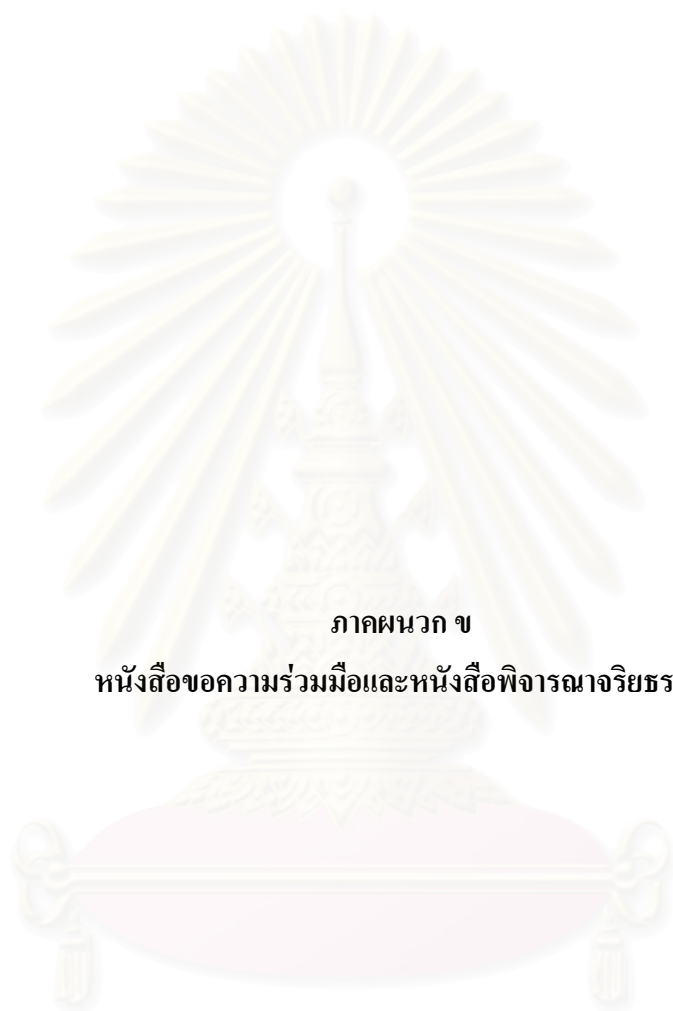 ภาคผนวก ข
หนังสือขอความร่วมมือและหนังสือพิจารณาจริยธร